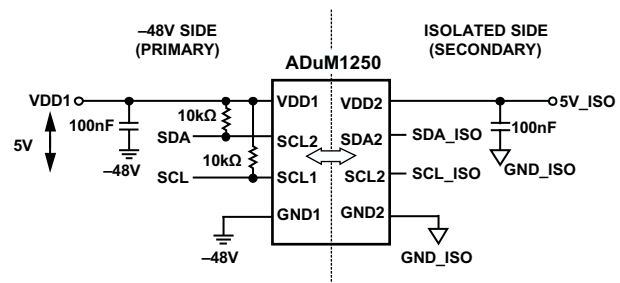 –48V SIDE
(PRIMARY)
ISOLATED SIDE
(SECONDARY)
ADuM1250
VDD1
VDD1
VDD2
5V_ISO
100nF
10kΩ
100nF
5V
SDA
SCL2
SDA2
SDA_ISO
–48V
10kΩ
GND_ISO
SCL
SCL1
SCL2
SCL_ISO
GND1
GND2
–48V
GND_ISO